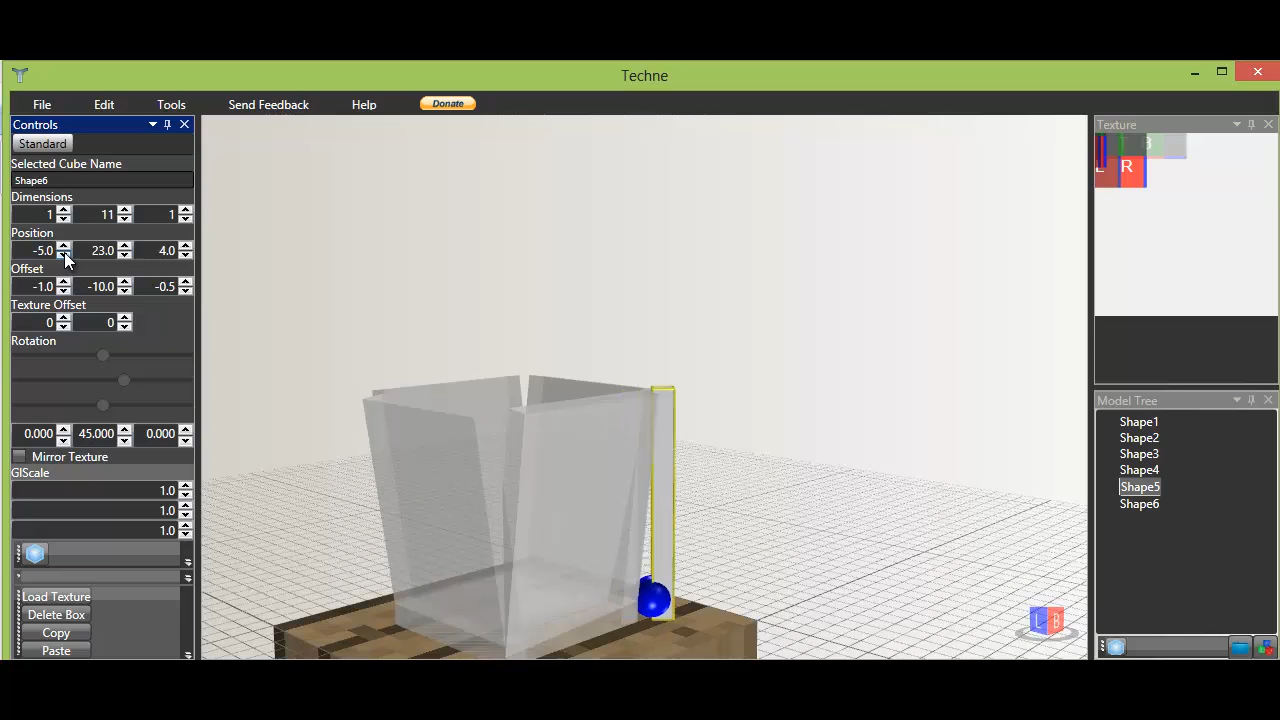 Techne
File Edit Tools Send Feedback Help Donate
Controls
Standard
Selected Cube Name
Shape6
Dimensions
1 11 1
Position
-5.0 23.0 4.0
Offset
-1.0 -10.0 -0.5
Texture Offset
0 0
Rotation
0.000 45.000 0.000
Mirror Texture
GlScale
1.0
1.0
1.0
Load Texture
Delete Box
Copy
Paste
L B
Texture
T B
L R
Model Tree
Shape1
Shape2
Shape3
Shape4
Shape5
Shape6